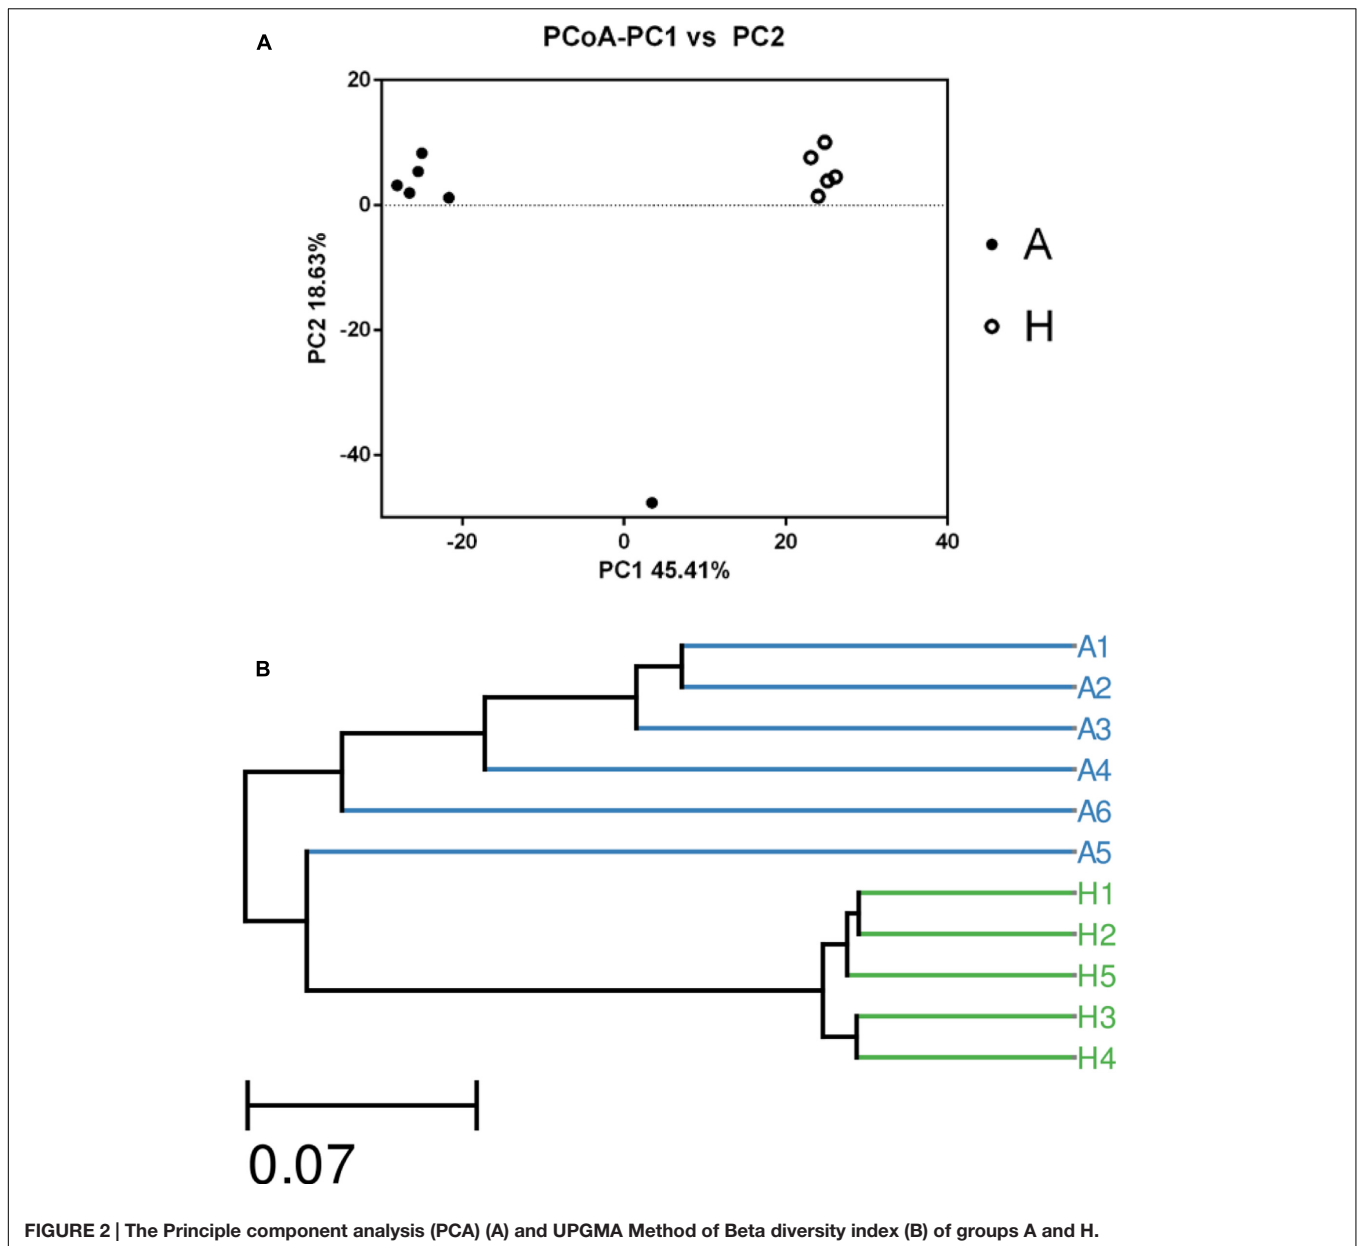 A
PCoA-PC1 vs PC2
20
0
-20
-40
PC2 18.63%
-20
0
20
40
PC1 45.41%
A
H
B
A1
A2
A3
A4
A6
A5
H1
H2
H5
H3
H4
0.07
FIGURE 2 | The Principle component analysis (PCA) (A) and UPGMA Method of Beta diversity index (B) of groups A and H.